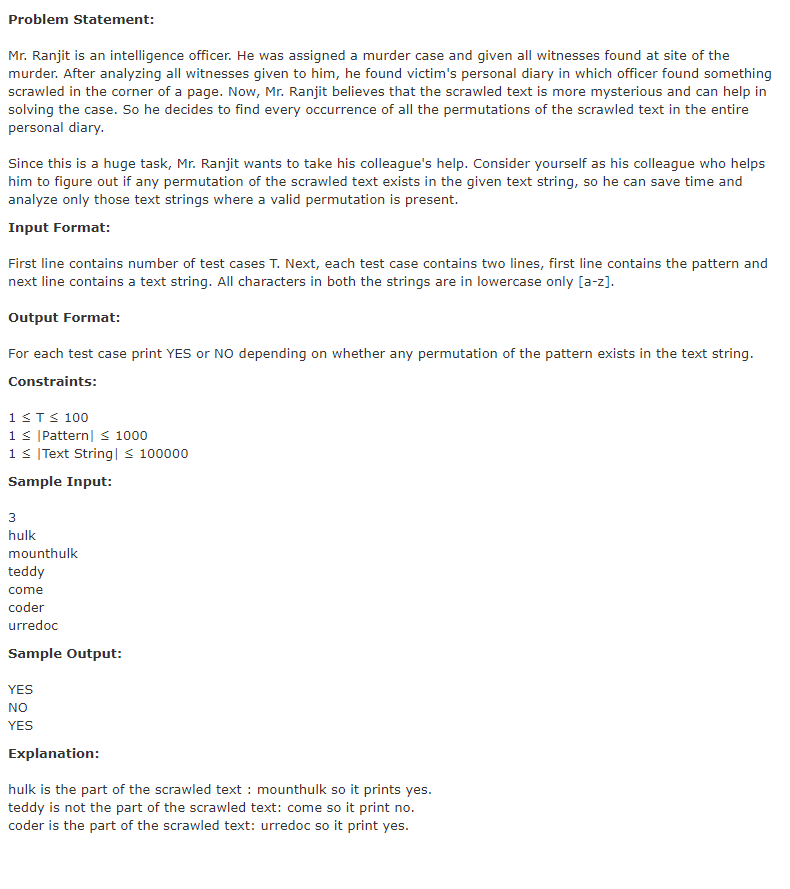 Problem Statement:
Mr. Ranjit is an intelligence officer. He was assigned a murder case and given all witnesses found at site of the
murder. After analyzing all witnesses given to him, he found victim's personal diary in which officer found something
scrawled in the corner of a page. Now, Mr. Ranjit believes that the scrawled text is more mysterious and can help in
solving the case. So he decides to find every occurrence of all the permutations of the scrawled text in the entire
personal diary.
Since this is a huge task, Mr. Ranjit wants to take his colleague's help. Consider yourself as his colleague who helps
him to figure out if any permutation of the scrawled text exists in the given text string, so he can save time and
analyze only those text strings where a valid permutation is present.
Input Format:
First line contains number of test cases T. Next, each test case contains two lines, first line contains the pattern and
next line contains a text string. All characters in both the strings are in lowercase only [a-z].
Output Format:
For each test case print YES or NO depending on whether any permutation of the pattern exists in the text string.
Constraints:
1 ≤ T ≤ 100
1 ≤ |Pattern| ≤ 1000
1 ≤ |Text String| ≤ 100000
Sample Input:
3
hulk
mounthulk
teddy
come
coder
urredoc
Sample Output:
YES
NO
YES
Explanation:
hulk is the part of the scrawled text : mounthulk so it prints yes.
teddy is not the part of the scrawled text: come so it print no.
coder is the part of the scrawled text: urredoc so it print yes.